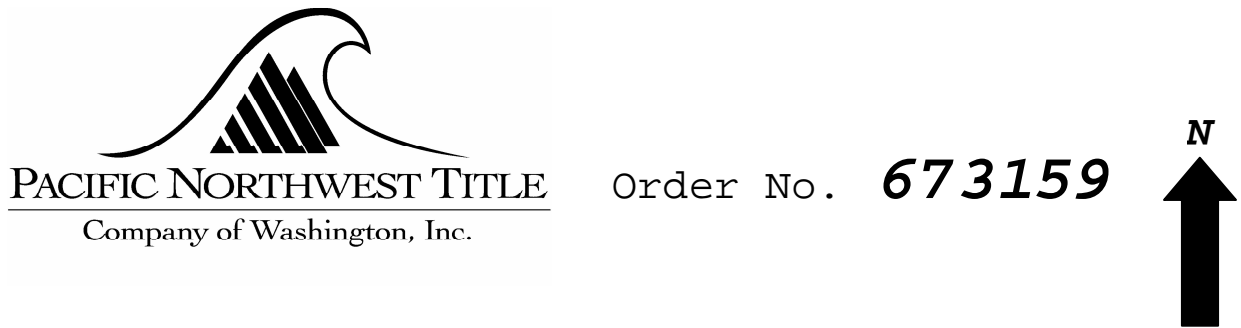 PACIFIC NORTHWEST TITLE
Company of Washington, Inc.
Order No. 673159
N